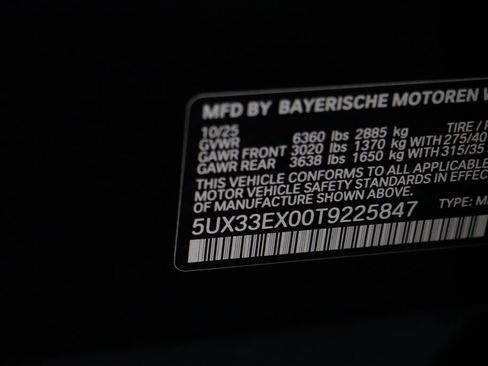 MFD BY BAYERISCHE MOTOREN W
10/25 TIRE /
GVWR 6360 lbs 2885 kg
GAWR FRONT 3020 lbs 1370 kg WITH 275/40
GAWR REAR 3638 lbs 1650 kg WITH 315/35
THIS VEHICLE CONFORMS TO ALL APPLICABLE
MOTOR VEHICLE SAFETY STANDARDS IN EFFECT
MANUFACTURE SHOWN ABOVE.
5UX33EX00T9225847 TYPE: M